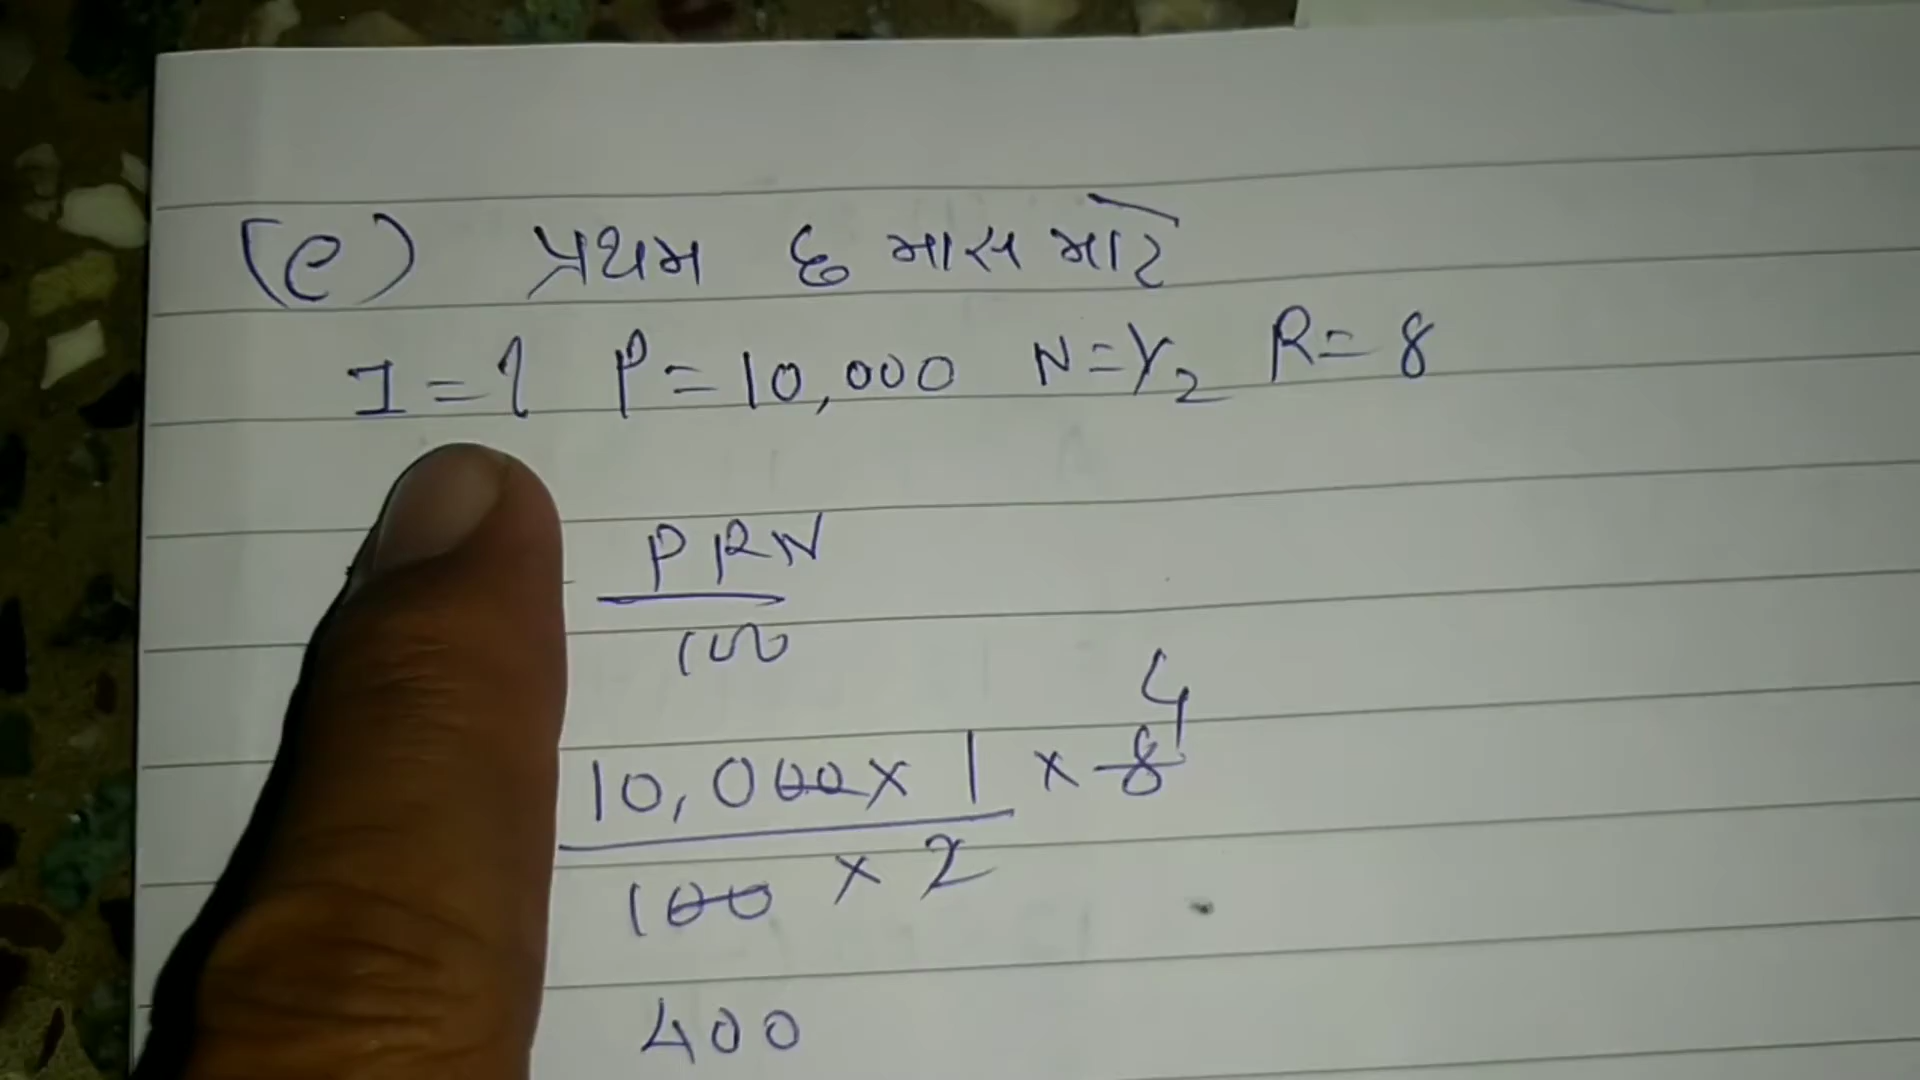 (e) પ્રથમ ૬ માસ માટે
I = ? P = 10,000 N = 1/2 R = 8
PRN
100
4
10,000 x 1 x 8
100 x 2
400